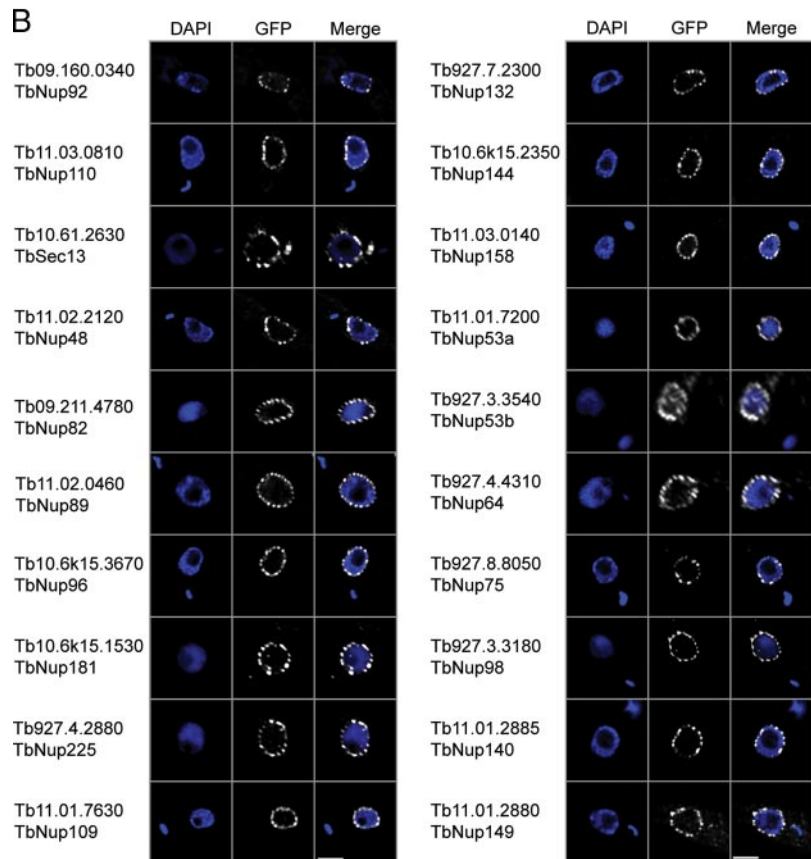 B
DAPI GFP Merge
Tb09.160.0340
TbNup92
Tb11.03.0810
TbNup110
Tb10.61.2630
TbSec13
Tb11.02.2120
TbNup48
Tb09.211.4780
TbNup82
Tb11.02.0460
TbNup89
Tb10.6k15.3670
TbNup96
Tb10.6k15.1530
TbNup181
Tb927.4.2880
TbNup225
Tb11.01.7630
TbNup109
DAPI GFP Merge
Tb927.7.2300
TbNup132
Tb10.6k15.2350
TbNup144
Tb11.03.0140
TbNup158
Tb11.01.7200
TbNup53a
Tb927.3.3540
TbNup53b
Tb927.4.4310
TbNup64
Tb927.8.8050
TbNup75
Tb927.3.3180
TbNup98
Tb11.01.2885
TbNup140
Tb11.01.2880
TbNup149